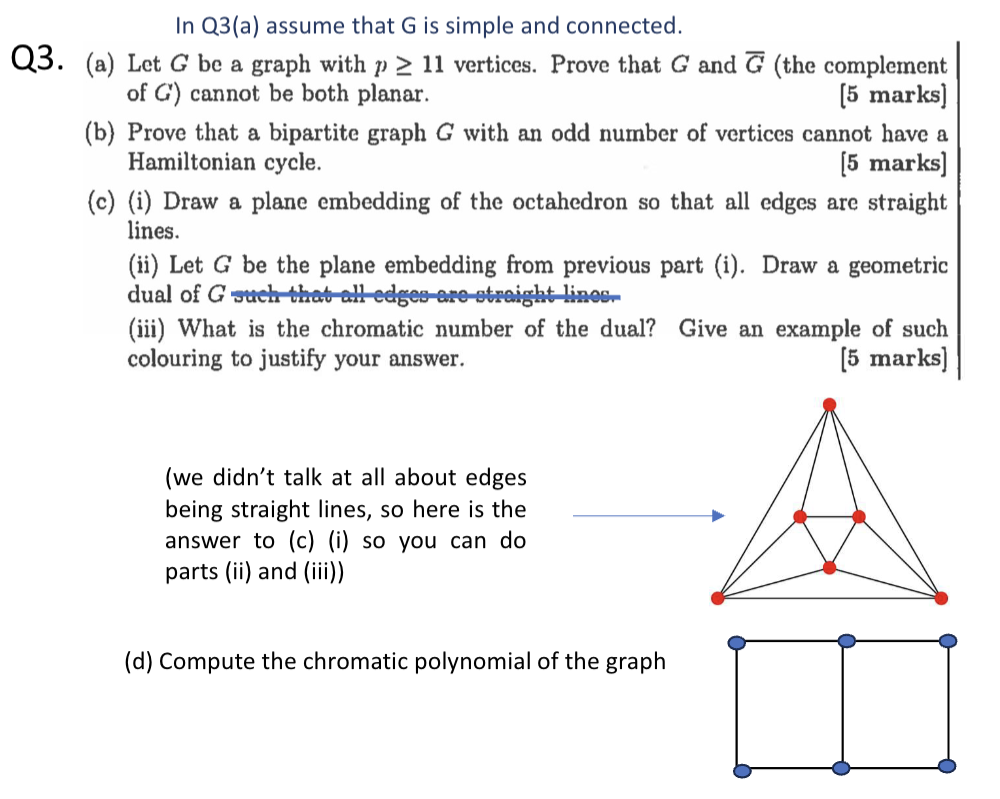 In Q3(a) assume that G is simple and connected.
Q3. (a) Let G be a graph with p ≥ 11 vertices. Prove that G and G̅ (the complement
of G) cannot be both planar. [5 marks]
(b) Prove that a bipartite graph G with an odd number of vertices cannot have a
Hamiltonian cycle. [5 marks]
(c) (i) Draw a plane embedding of the octahedron so that all edges are straight
lines.
(ii) Let G be the plane embedding from previous part (i). Draw a geometric
dual of G such that all edges are straight lines.
(iii) What is the chromatic number of the dual? Give an example of such
colouring to justify your answer. [5 marks]
(we didn't talk at all about edges
being straight lines, so here is the
answer to (c) (i) so you can do
parts (ii) and (iii))
(d) Compute the chromatic polynomial of the graph